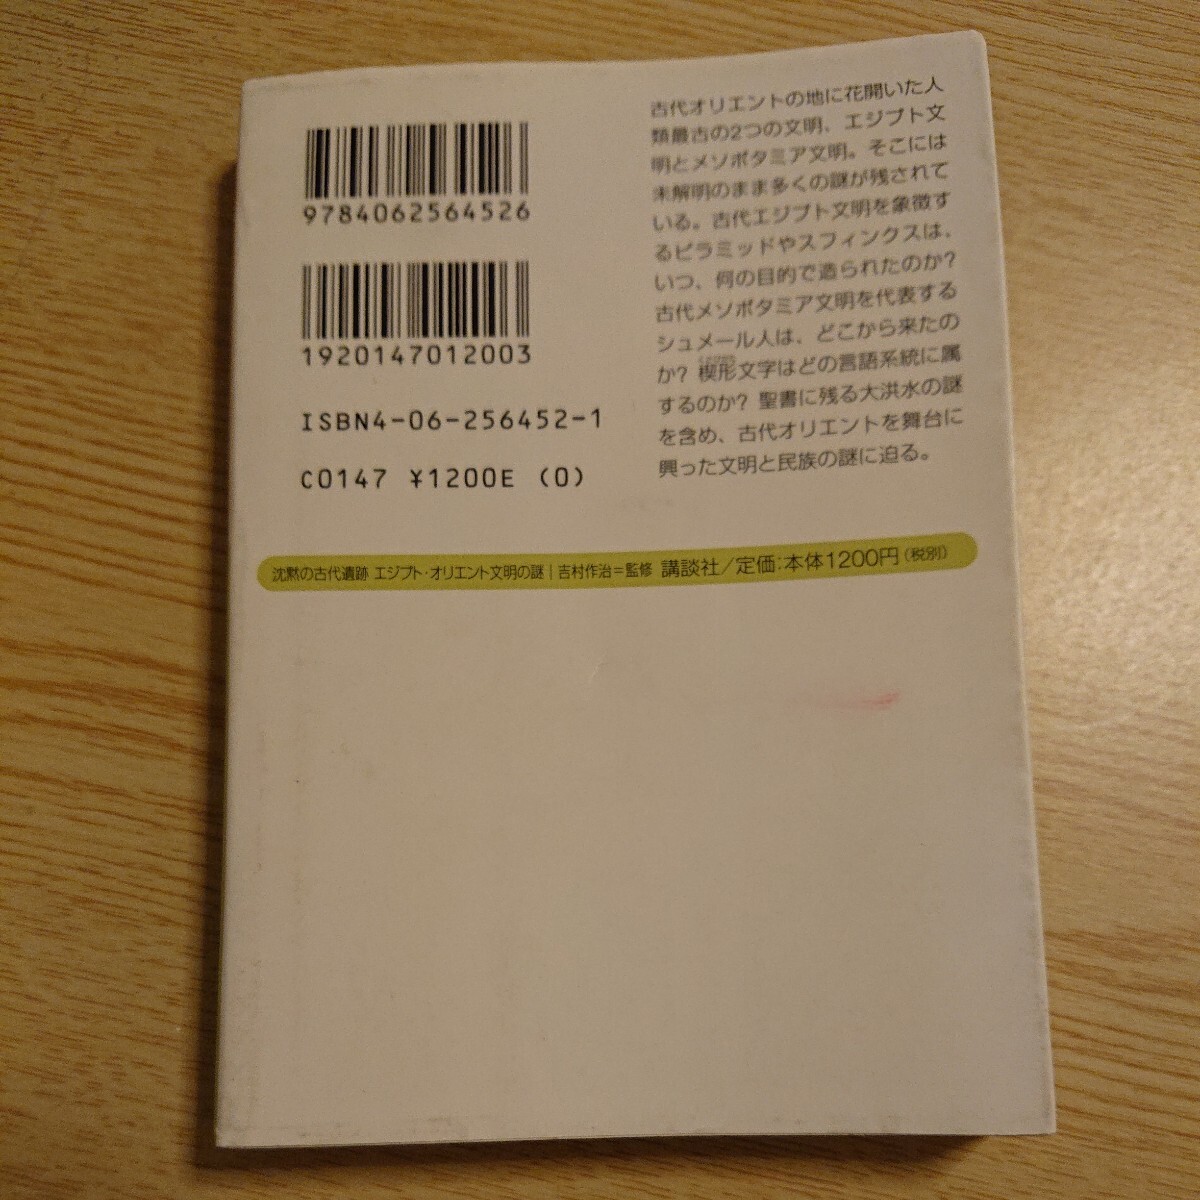 9784062564526
1920147012003
ISBN4-06-256452-1
C0147 ¥1200E (0)
古代オリエントの地に花開いた人
類最古の2つの文明、エジプト文
明とメソポタミア文明。そこには
未解明のまま多くの謎が残されて
いる。古代エジプト文明を象徴す
るピラミッドやスフィンクスは、
いつ、何の目的で造られたのか?
古代メソポタミア文明を代表する
シュメール人は、どこから来たの
か? 楔形文字はどの言語系統に属
するのか? 聖書に残る大洪水の謎
を含め、古代オリエントを舞台に
興った文明と民族の謎に迫る。
沈黙の古代遺跡 エジプト・オリエント文明の謎|吉村作治=監修 講談社/定価:本体1200円(税別)